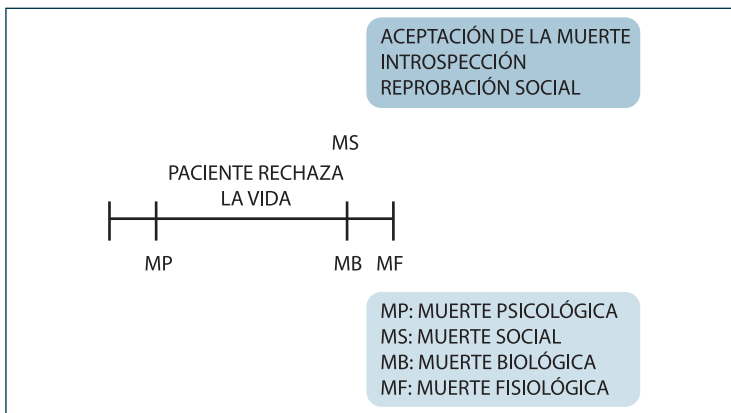 ACEPTACIÓN DE LA MUERTE
INTROSPECCIÓN
REPROBACIÓN SOCIAL
MS
PACIENTE RECHAZA
LA VIDA
MP MB MF
MP: MUERTE PSICOLÓGICA
MS: MUERTE SOCIAL
MB: MUERTE BIOLÓGICA
MF: MUERTE FISIOLÓGICA